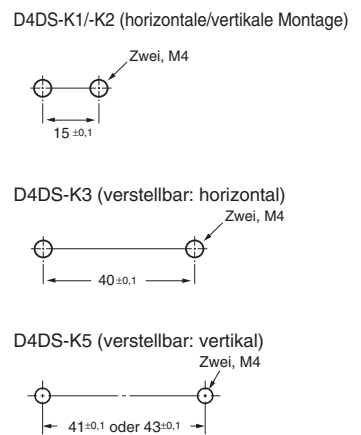 D4DS-K1/-K2 (horizontale/vertikale Montage)
Zwei, M4
15 ±0,1
D4DS-K3 (verstellbar: horizontal)
Zwei, M4
40 ±0,1
D4DS-K5 (verstellbar: vertikal)
Zwei, M4
41±0,1 oder 43±0,1